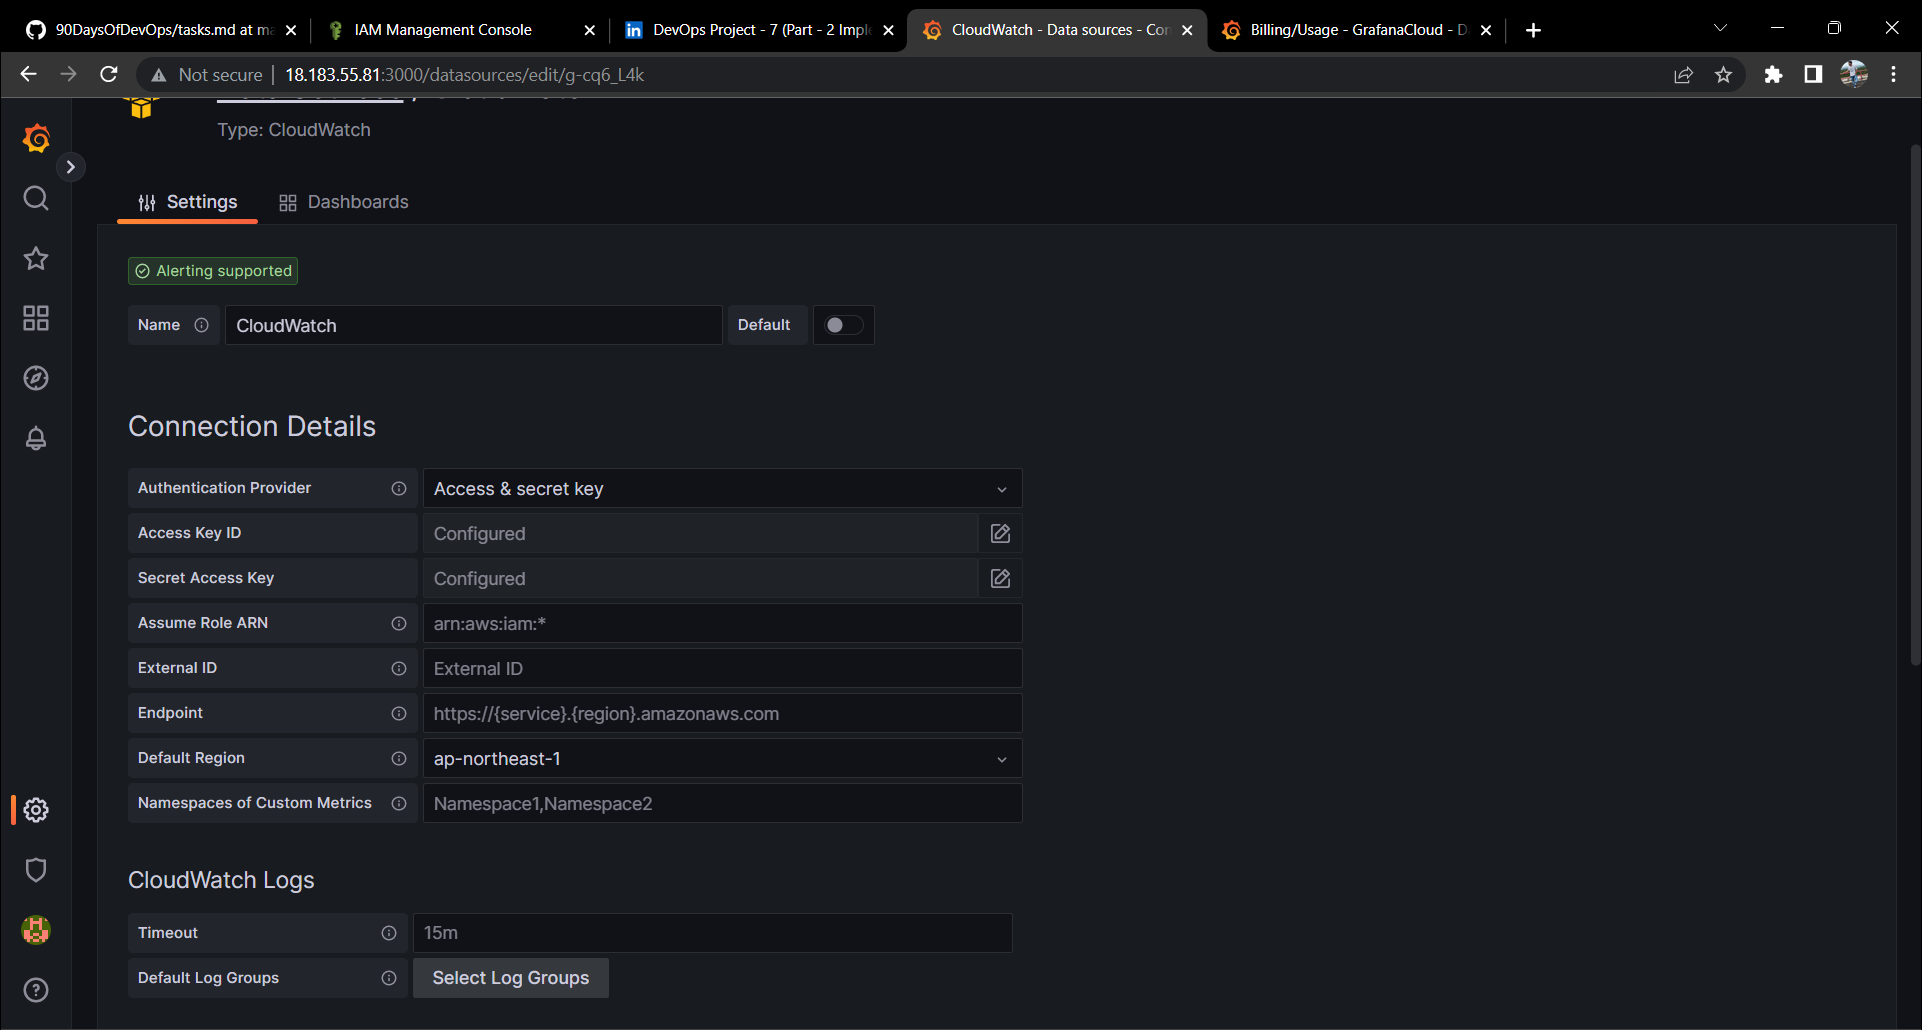 90DaysOfDevOps/tasks.md at ma
IAM Management Console
DevOps Project - 7 (Part - 2 Imple
CloudWatch - Data sources - Con
Billing/Usage - GrafanaCloud - D
Not secure
18.183.55.81:3000/datasources/edit/g-cq6_L4k
Type: CloudWatch
Settings
Dashboards
Alerting supported
Name
CloudWatch
Default
Connection Details
Authentication Provider
Access & secret key
Access Key ID
Configured
Secret Access Key
Configured
Assume Role ARN
arn:aws:iam:*
External ID
External ID
Endpoint
https://{service}.{region}.amazonaws.com
Default Region
ap-northeast-1
Namespaces of Custom Metrics
Namespace1,Namespace2
CloudWatch Logs
Timeout
15m
Default Log Groups
Select Log Groups